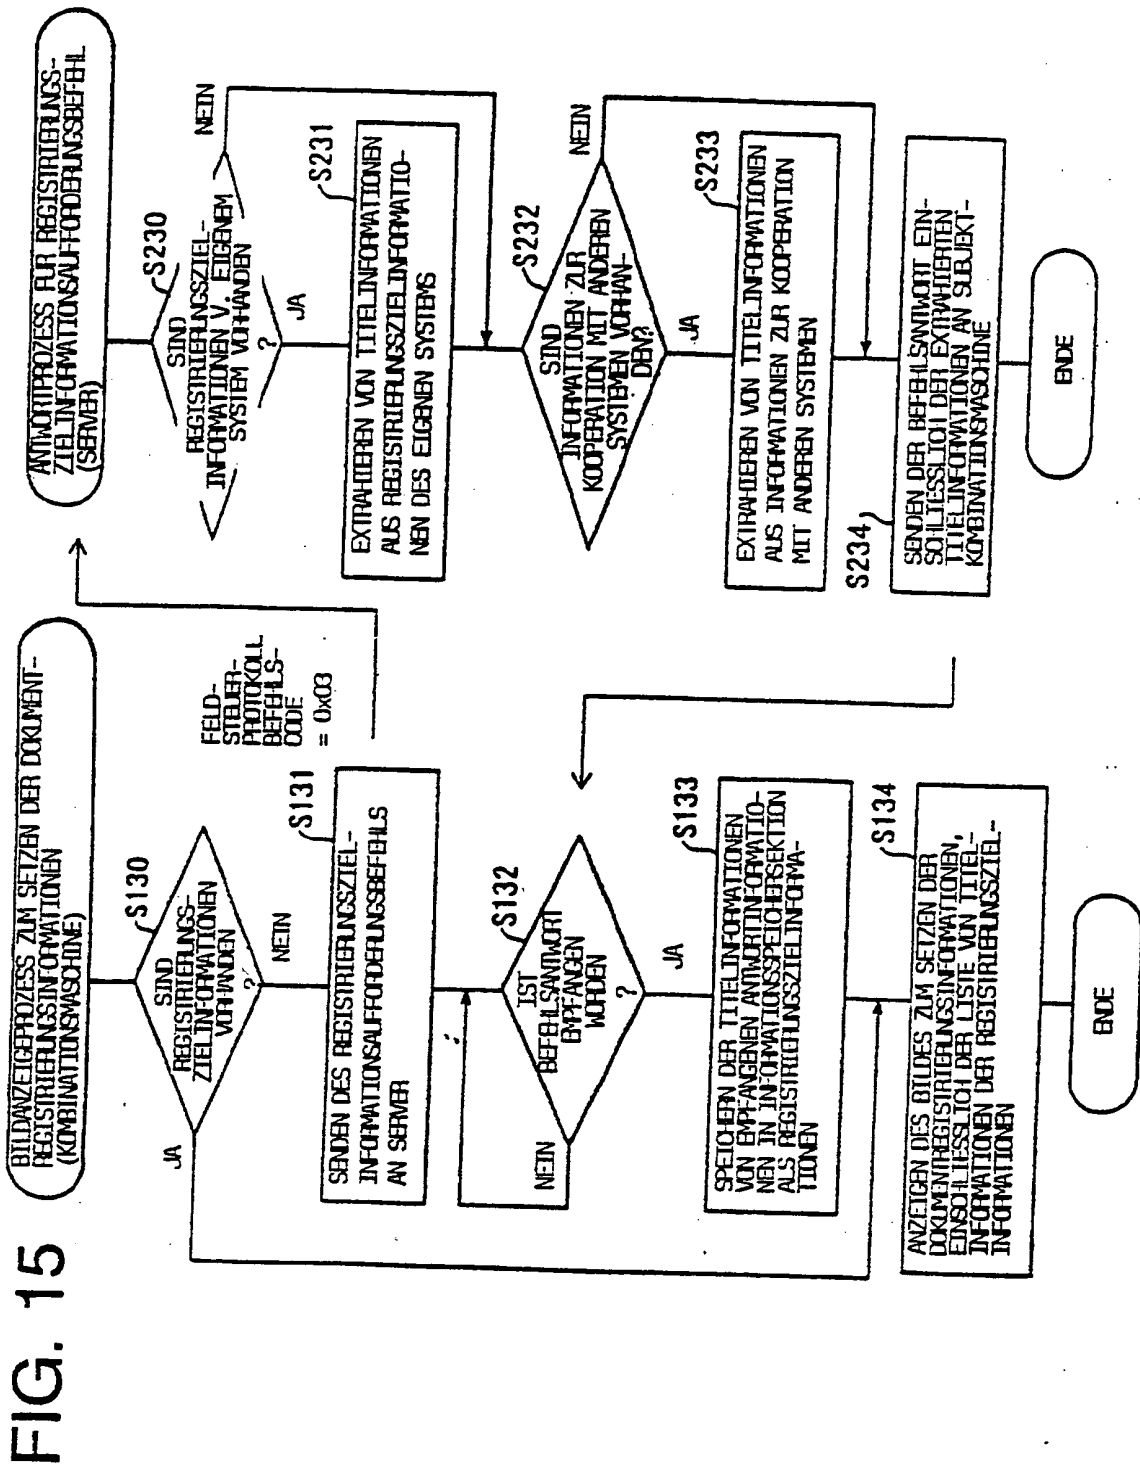 FIG. 15
BILDANZEIGEPROZESS ZUM SETZEN DER DOKUMENT-
REGISTRIERUNGSINFORMATIONEN
(KOMBINATIONSMASCHINE)
S130
SIND
REGISTRIERUNGS-
ZIELINFORMATIONEN
VORHANDEN
?
JA
NEIN
S131
SENDEN DES REGISTRIERUNGSZIEL-
INFORMATIONSAUFFORDERUNGSBEFEHLS
AN SERVER
FELD-
STEUER-
PROTOKOLL
BEFEHLS-
CODE
= 0x03
S132
IST
BEFEHLSANTWORT
EMPFANGEN
WORDEN
?
NEIN
JA
S133
SPEICHERN DER TITELINFORMATIONEN
VON EMPFANGENEN ANTWORTINFORMATIO-
NEN IN INFORMATIONSSPEICHERSEKTION
ALS REGISTRIERUNGSZIELINFORMA-
TIONEN
S134
ANZEIGEN DES BILDES ZUM SETZEN DER
DOKUMENTREGISTRIERUNGSINFORMATIONEN,
EINSCHLIESSLICH DER LISTE VON TITEL-
INFORMATIONEN DER REGISTRIERUNGSZIEL-
INFORMATIONEN
ENDE
ANTWORTPROZESS FÜR REGISTRIERUNGS-
ZIELINFORMATIONSAUFFORDERUNGSBEFEHL
(SERVER)
S230
SIND
REGISTRIERUNGSZIEL-
INFORMATIONEN V. EIGENEM
SYSTEM VORHANDEN
?
NEIN
JA
S231
EXTRAHIEREN VON TITELINFORMATIONEN
AUS REGISTRIERUNGSZIELINFORMATIO-
NEN DES EIGENEN SYSTEMS
S232
SIND
INFORMATIONEN ZUR
KOOPERATION MIT ANDEREN
SYSTEMEN VORHAN-
DEN?
NEIN
JA
S233
EXTRAHIEREN VON TITELINFORMATIONEN
AUS INFORMATIONEN ZUR KOOPERATION
MIT ANDEREN SYSTEMEN
S234
SENDEN DER BEFEHLSANTWORT EIN-
SCHLIESSLICH DER EXTRAHIERTEN
TITELINFORMATIONEN AN SUBJEKT-
KOMBINATIONSMASCHINE
ENDE